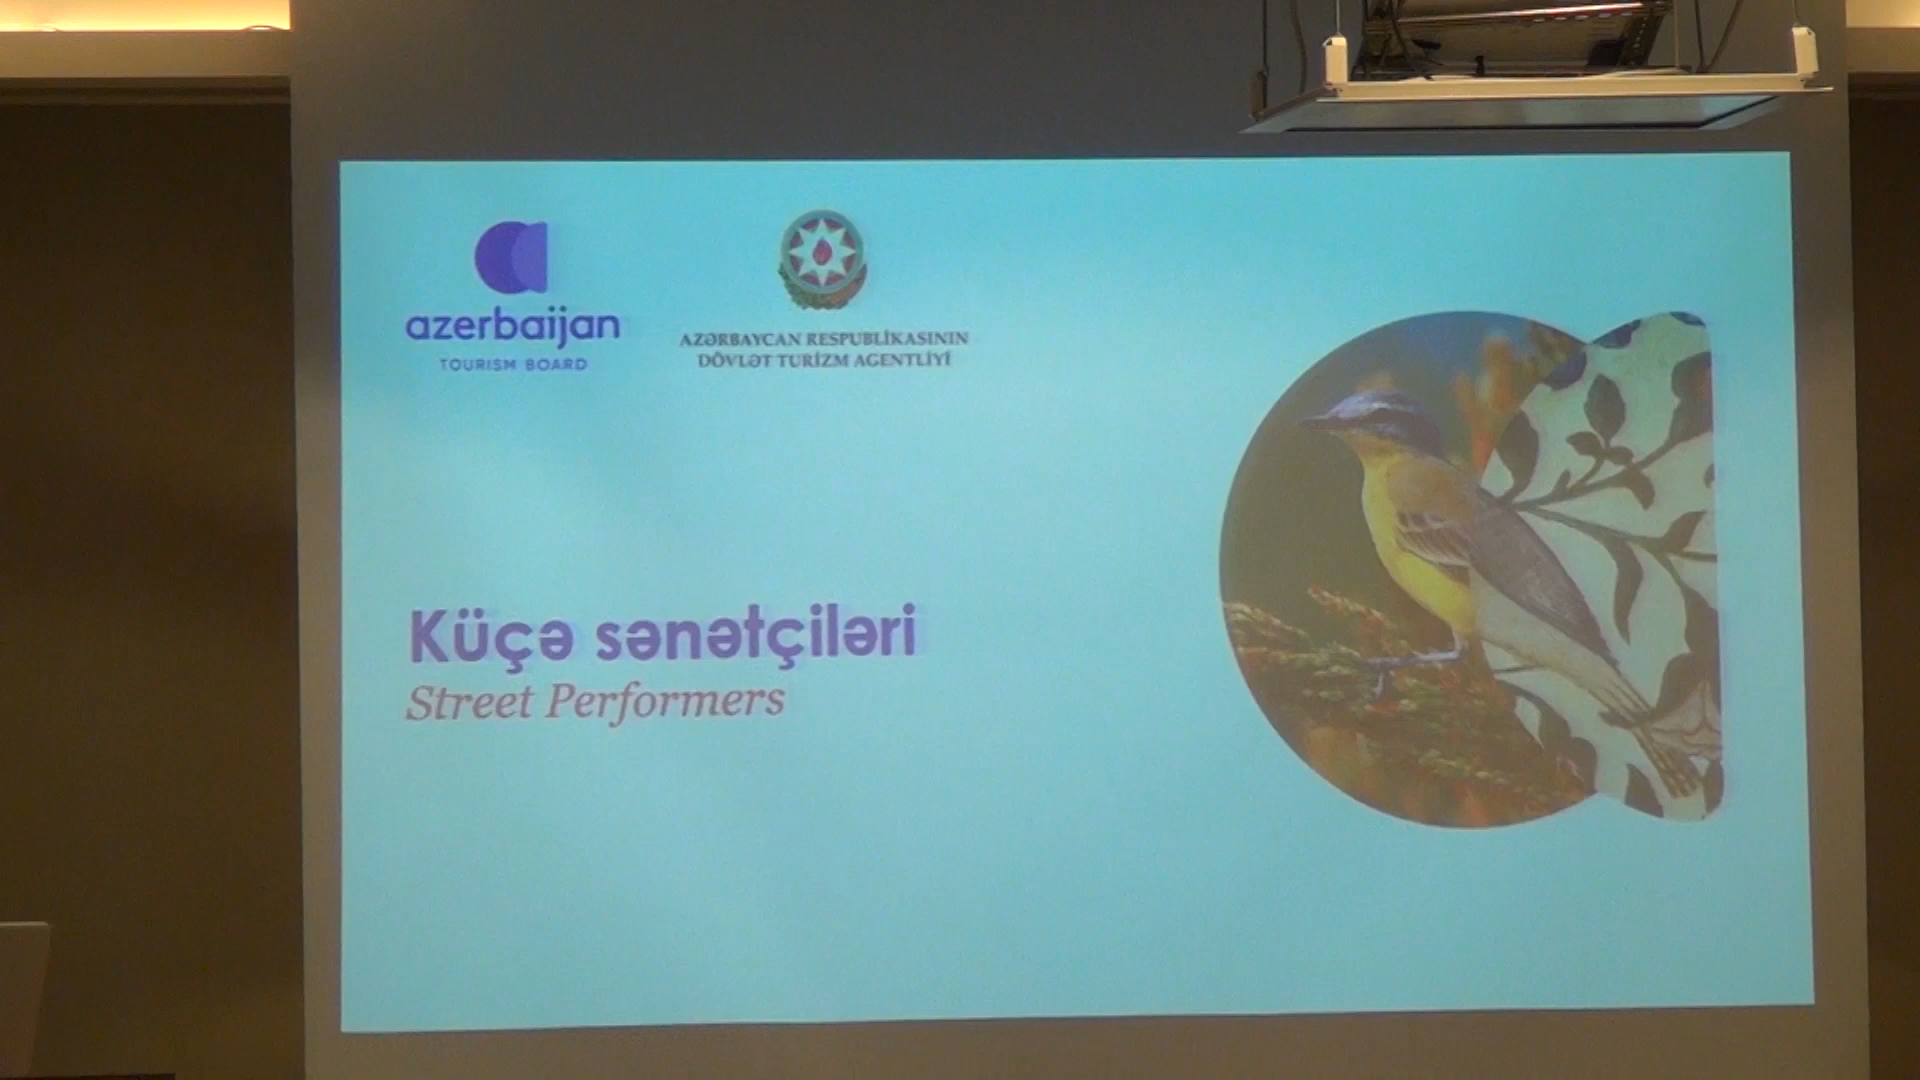 azerbaijan
TOURISM BOARD
AZƏRBAYCAN RESPUBLİKASININ
DÖVLƏT TURİZM AGENTLİYİ
Küçə sənətçiləri
Street Performers